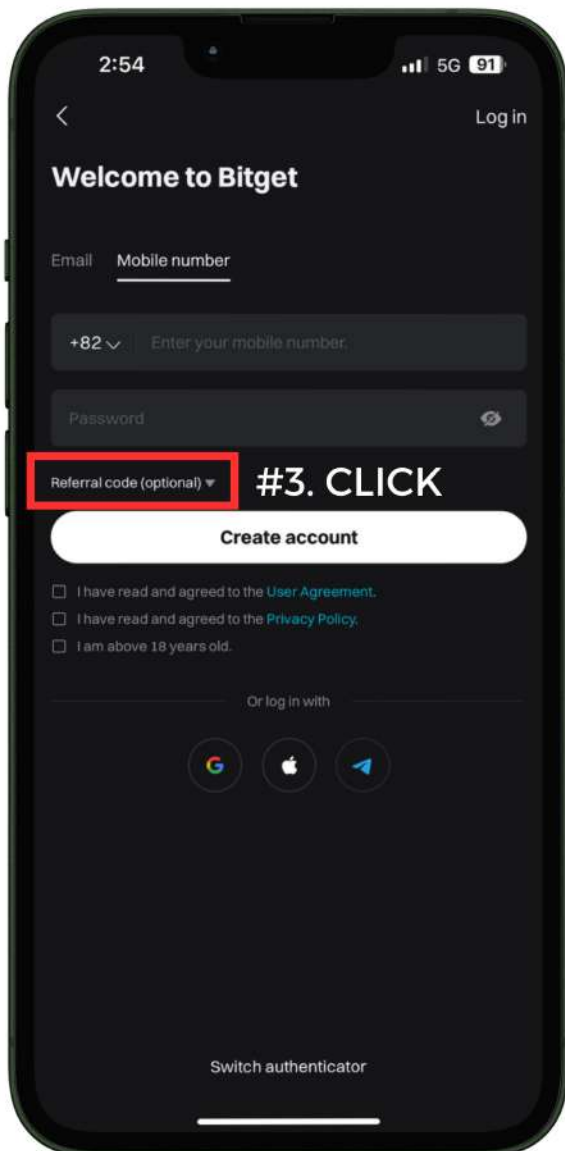 2:54 5G 91
Log in
Welcome to Bitget
Email Mobile number
+82 Enter your mobile number.
Password
Referral code (optional) #3. CLICK
Create account
I have read and agreed to the User Agreement.
I have read and agreed to the Privacy Policy.
I am above 18 years old.
Or log in with
G
Switch authenticator